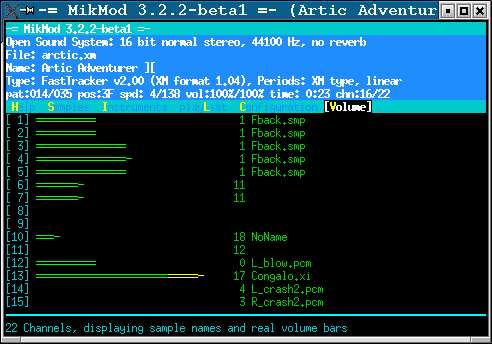 -= MikMod 3.2.2-beta1 =- (Artic Adventurer
-= MikMod 3.2.2-beta1 =-
Open Sound System: 16 bit normal stereo, 44100 Hz, no reverb
File: arctic.xm
Name: Artic Adventurer ][
Type: FastTracker v2.00 (XM format 1.04), Periods: XM type, linear
pat:014/035 pos:3F spd: 4/138 vol:100%/100% time: 0:23 chn:16/22
Help Samples Instruments playList Configuration [Volume]
[ 1] 1 Fback.smp
[ 2] 1 Fback.smp
[ 3] 1 Fback.smp
[ 4] 1 Fback.smp
[ 5] 1 Fback.smp
[ 6] 11
[ 7] 11
[ 8]
[ 9]
[10] 18 NoName
[11] 12
[12] 0 L_blow.pcm
[13] 17 Congalo.xi
[14] 4 L_crash2.pcm
[15] 3 R_crash2.pcm
22 Channels, displaying sample names and real volume bars